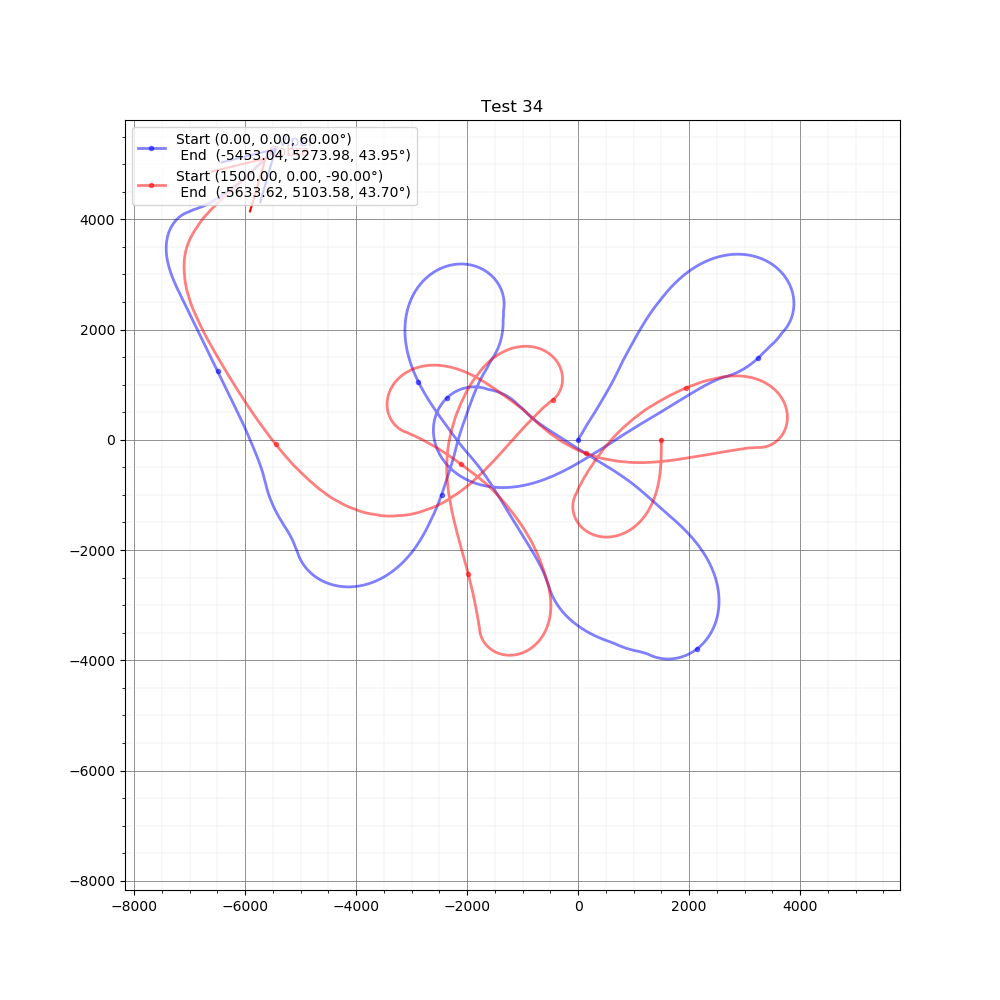 Test 34
Start (0.00, 0.00, 60.00°)
End (-5453.04, 5273.98, 43.95°)
Start (1500.00, 0.00, -90.00°)
End (-5633.62, 5103.58, 43.70°)
4000
2000
0
−2000
−4000
−6000
−8000
−8000 −6000 −4000 −2000 0 2000 4000